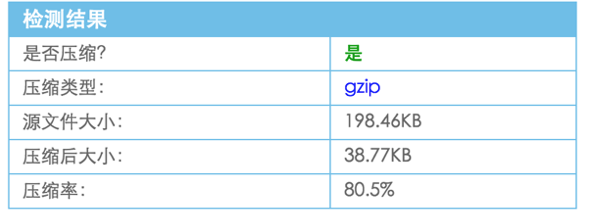 检测结果
是否压缩? 是
压缩类型: gzip
源文件大小: 198.46KB
压缩后大小: 38.77KB
压缩率: 80.5%